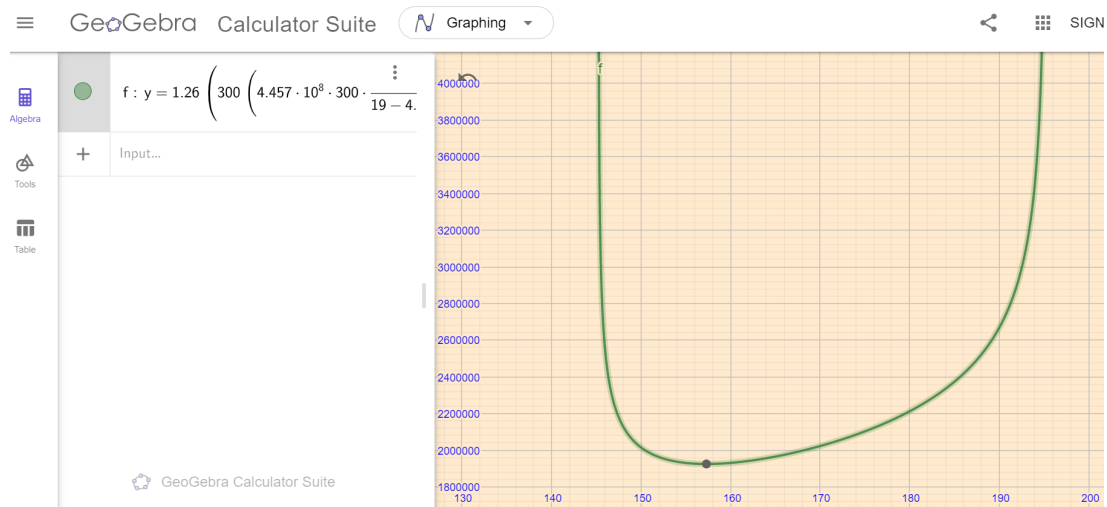 GeoGebra Calculator Suite Graphing SIGN
Algebra
Tools
Table
f : y = 1.26 (300 (4.457 · 10⁸ · 300 · 19 − 4.
+ Input...
GeoGebra Calculator Suite
f
4000000
3800000
3600000
3400000
3200000
3000000
2800000
2600000
2400000
2200000
2000000
1800000
130 140 150 160 170 180 190 200